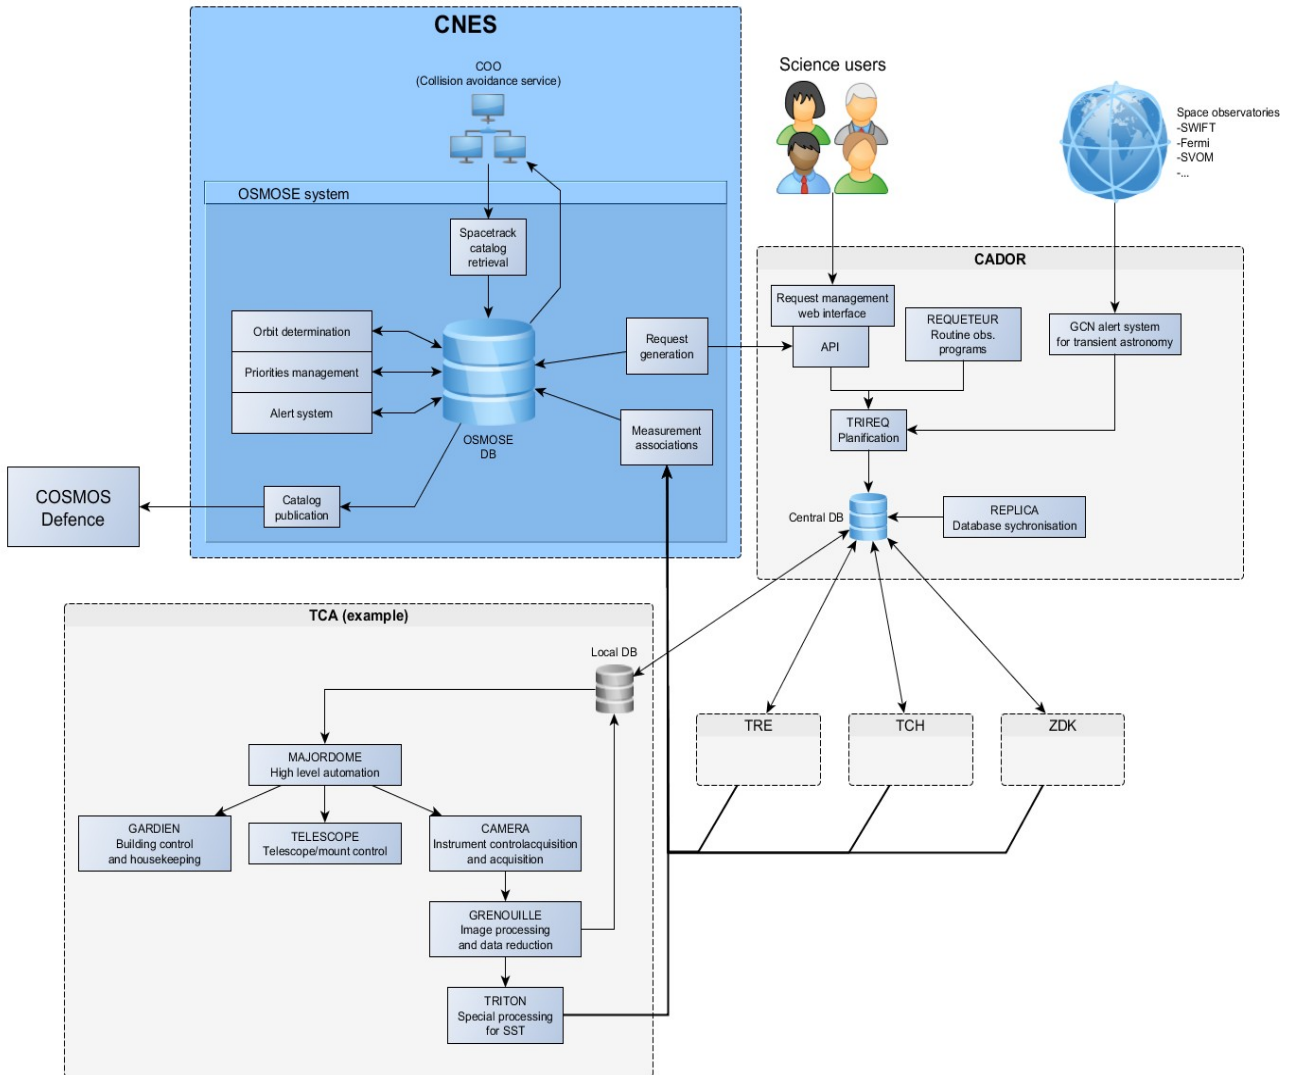 CNES
COO
(Collision avoidance service)
OSMOSE system
Spacetrack
catalog
retrieval
Orbit determination
Priorities management
Alert system
OSMOSE
DB
Request
generation
Measurement
associations
Catalog
publication
COSMOS
Defence
Science users
Space observatories
-SWIFT
-Fermi
-SVOM
-...
CADOR
Request management
web interface
API
REQUETEUR
Routine obs.
programs
GCN alert system
for transient astronomy
TRIREQ
Planification
Central DB
REPLICA
Database sychronisation
TCA (example)
Local DB
MAJORDOME
High level automation
GARDIEN
Building control
and housekeeping
TELESCOPE
Telescope/mount control
CAMERA
Instrument controlacquisition
and acquisition
GRENOUILLE
Image processing
and data reduction
TRITON
Special processing
for SST
TRE
TCH
ZDK